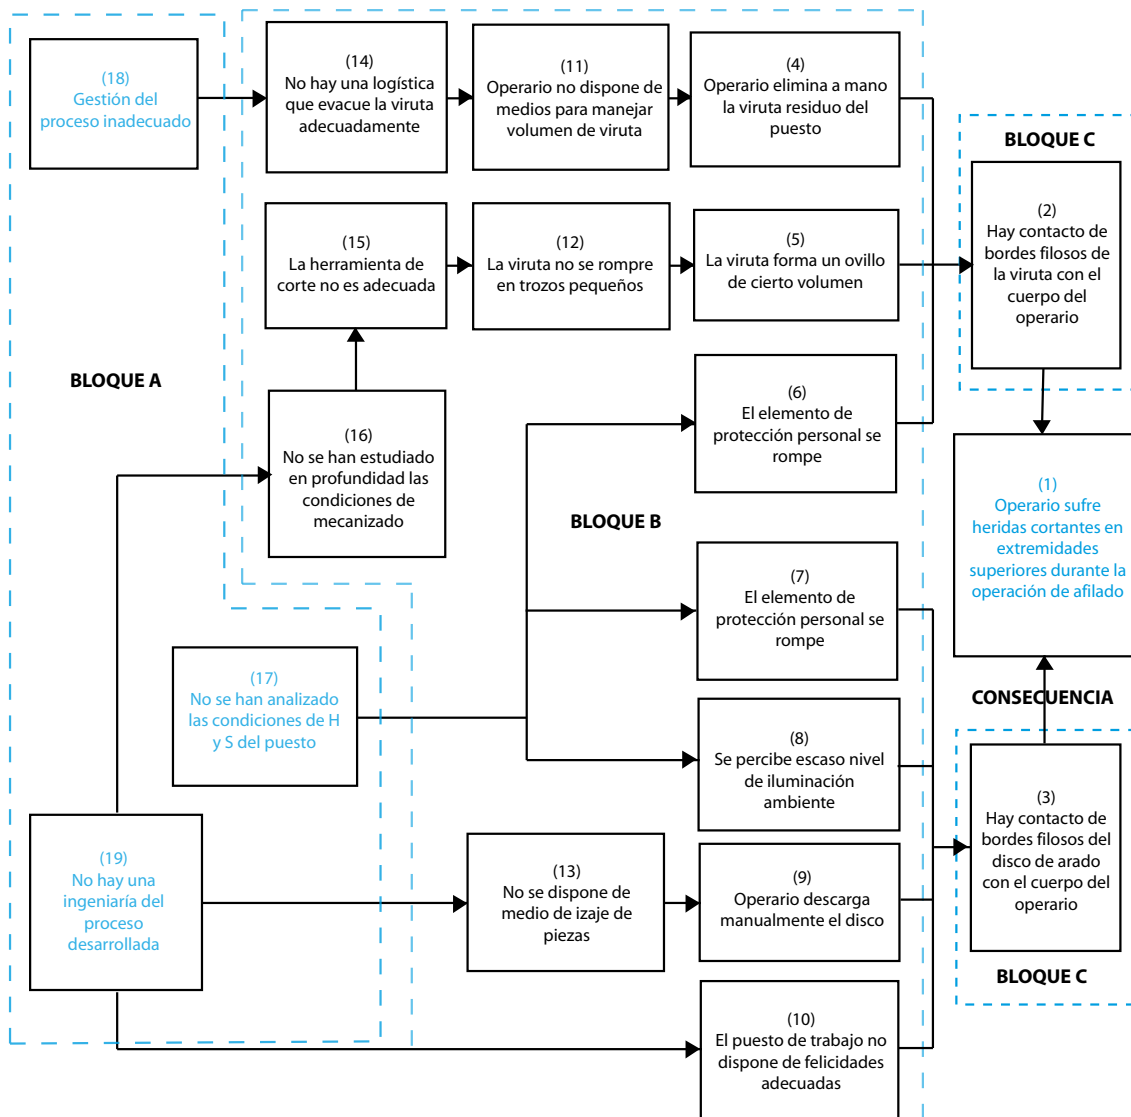 (18)
Gestión del
proceso inadecuado
(14)
No hay una logística
que evacue la viruta
adecuadamente
(11)
Operario no dispone de
medios para manejar
volumen de viruta
(4)
Operario elimina a mano
la viruta residuo del
puesto
BLOQUE C
(2)
Hay contacto de
bordes filosos de
la viruta con el
cuerpo del
operario
(15)
La herramienta de
corte no es adecuada
(12)
La viruta no se rompre
en trozos pequeños
(5)
La viruta forma un ovillo
de cierto volumen
BLOQUE A
(16)
No se han estudiado
en profundidad las
condiciones de
mecanizado
(6)
El elemento de
protección personal se
rompe
BLOQUE B
(1)
Operario sufre
heridas cortantes en
extremidades
superiores durante la
operación de afilado
(7)
El elemento de
protección personal se
rompe
(17)
No se han analizado
las condiciones de H
y S del puesto
CONSECUENCIA
(8)
Se percibe escaso nivel
de iluminación
ambiente
(3)
Hay contacto de
bordes filosos del
disco de arado
con el cuerpo del
operario
BLOQUE C
(19)
No hay una
ingeniaría del
proceso
desarrollada
(13)
No se dispone de
medio de izaje de
piezas
(9)
Operario descarga
manualmente el disco
(10)
El puesto de trabajo no
dispone de felicidades
adecuadas